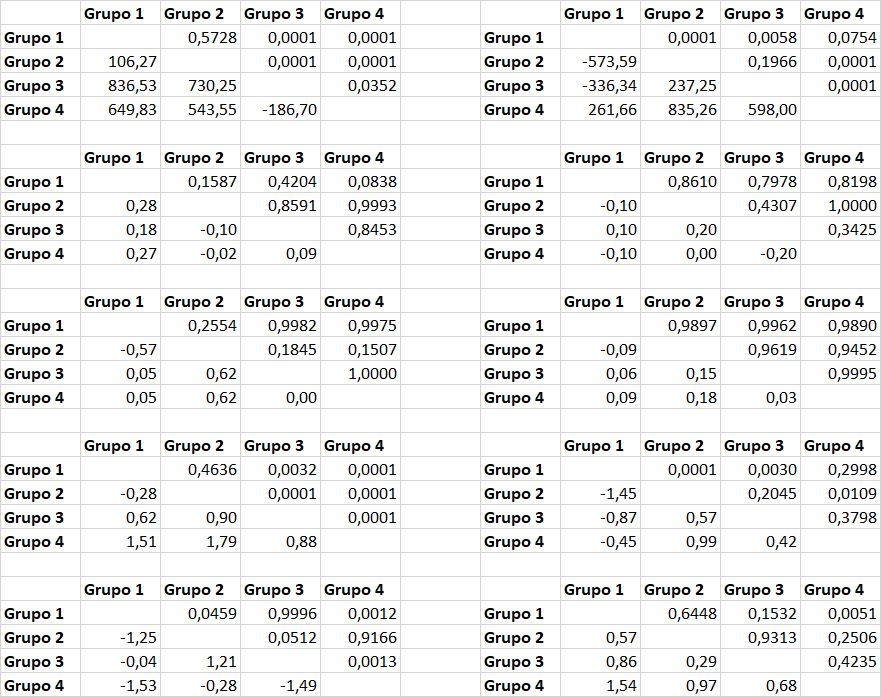 Grupo 1 Grupo 2 Grupo 3 Grupo 4 Grupo 1 Grupo 2 Grupo 3 Grupo 4
Grupo 1 0,5728 0,0001 0,0001 Grupo 1 0,0001 0,0058 0,0754
Grupo 2 106,27 0,0001 0,0001 Grupo 2 -573,59 0,1966 0,0001
Grupo 3 836,53 730,25 0,0352 Grupo 3 -336,34 237,25 0,0001
Grupo 4 649,83 543,55 -186,70 Grupo 4 261,66 835,26 598,00
Grupo 1 Grupo 2 Grupo 3 Grupo 4 Grupo 1 Grupo 2 Grupo 3 Grupo 4
Grupo 1 0,1587 0,4204 0,0838 Grupo 1 0,8610 0,7978 0,8198
Grupo 2 0,28 0,8591 0,9993 Grupo 2 -0,10 0,4307 1,0000
Grupo 3 0,18 -0,10 0,8453 Grupo 3 0,10 0,20 0,3425
Grupo 4 0,27 -0,02 0,09 Grupo 4 -0,10 0,00 -0,20
Grupo 1 Grupo 2 Grupo 3 Grupo 4 Grupo 1 Grupo 2 Grupo 3 Grupo 4
Grupo 1 0,2554 0,9982 0,9975 Grupo 1 0,9897 0,9962 0,9890
Grupo 2 -0,57 0,1845 0,1507 Grupo 2 -0,09 0,9619 0,9452
Grupo 3 0,05 0,62 1,0000 Grupo 3 0,06 0,15 0,9995
Grupo 4 0,05 0,62 0,00 Grupo 4 0,09 0,18 0,03
Grupo 1 Grupo 2 Grupo 3 Grupo 4 Grupo 1 Grupo 2 Grupo 3 Grupo 4
Grupo 1 0,4636 0,0032 0,0001 Grupo 1 0,0001 0,0030 0,2998
Grupo 2 -0,28 0,0001 0,0001 Grupo 2 -1,45 0,2045 0,0109
Grupo 3 0,62 0,90 0,0001 Grupo 3 -0,87 0,57 0,3798
Grupo 4 1,51 1,79 0,88 Grupo 4 -0,45 0,99 0,42
Grupo 1 Grupo 2 Grupo 3 Grupo 4 Grupo 1 Grupo 2 Grupo 3 Grupo 4
Grupo 1 0,0459 0,9996 0,0012 Grupo 1 0,6448 0,1532 0,0051
Grupo 2 -1,25 0,0512 0,9166 Grupo 2 0,57 0,9313 0,2506
Grupo 3 -0,04 1,21 0,0013 Grupo 3 0,86 0,29 0,4235
Grupo 4 -1,53 -0,28 -1,49 Grupo 4 1,54 0,97 0,68